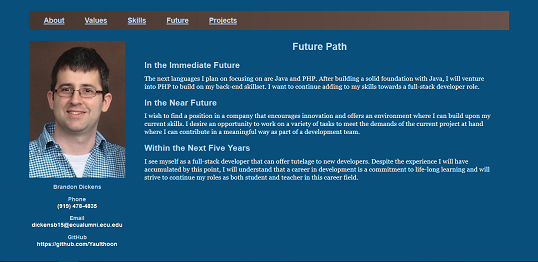 About Values Skills Future Projects
Future Path
In the Immediate Future
The next languages I plan on focusing on are Java and PHP. After building a solid foundation with Java, I will venture
into PHP to build on my back-end skillset. I want to continue adding to my skills towards a full-stack developer role.
In the Near Future
I wish to find a position in a company that encourages innovation and offers an environment where I can build upon my
current skills. I desire an opportunity to work on a variety of tasks to meet the demands of the current project at hand
where I can contribute in a meaningful way as part of a development team.
Within the Next Five Years
I see myself as a full-stack developer that can offer tutelage to new developers. Despite the experience I will have
accumulated by this point, I will understand that a career in development is a commitment to life-long learning and will
strive to continue my roles as both student and teacher in this career field.
Brandon Dickens
Phone
(919) 478-4835
Email
dickensb15@ecualumni.ecu.edu
GitHub
https://github.com/Yaulthoon